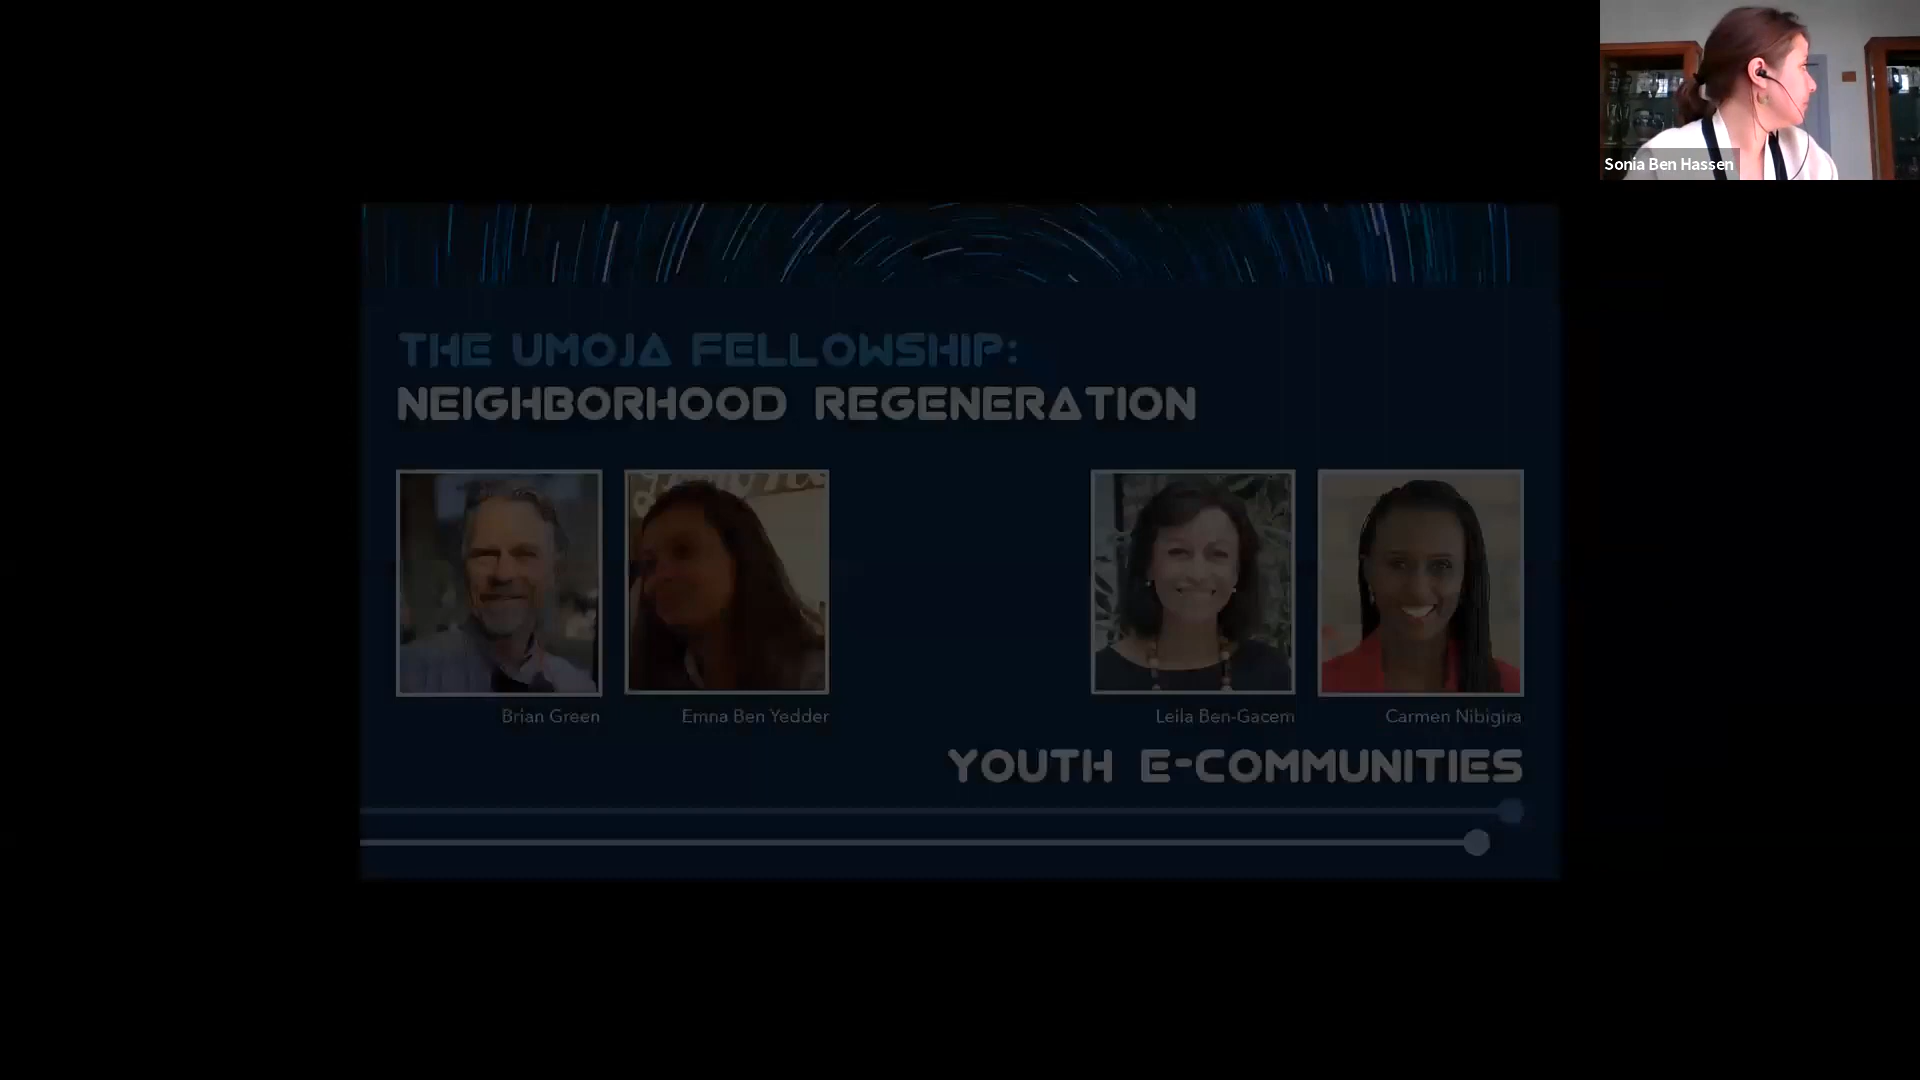 Sonia Ben Hassen
THE UMOJA FELLOWSHIP:
NEIGHBORHOOD REGENERATION
Brian Green
Emna Ben Yedder
Leila Ben-Gacem
Carmen Nibigira
YOUTH E-COMMUNITIES